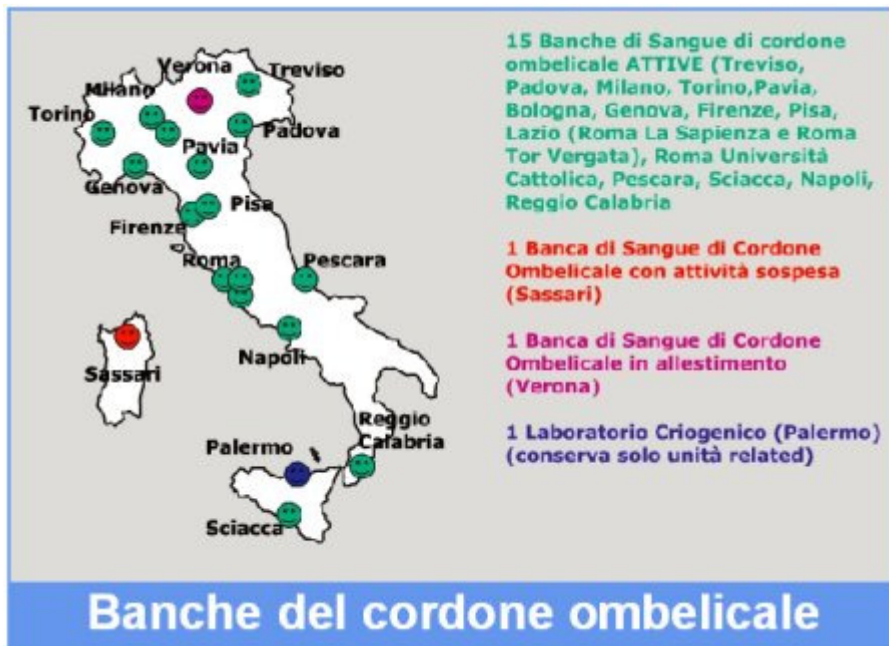 Verona
Treviso
Milano
Torino
Padova
Pavia
Genova
Pisa
Firenze
Roma
Pescara
Napoli
Sassari
Reggio
Calabria
Palermo
Sciacca
15 Banche di Sangue di cordone
ombelicale ATTIVE (Treviso,
Padova, Milano, Torino,Pavia,
Bologna, Genova, Firenze, Pisa,
Lazio (Roma La Sapienza e Roma
Tor Vergata), Roma Università
Cattolica, Pescara, Sciacca, Napoli,
Reggio Calabria
1 Banca di Sangue di Cordone
Ombelicale con attività sospesa
(Sassari)
1 Banca di Sangue di Cordone
Ombelicale in allestimento
(Verona)
1 Laboratorio Criogenico (Palermo)
(conserva solo unità related)
Banche del cordone ombelicale